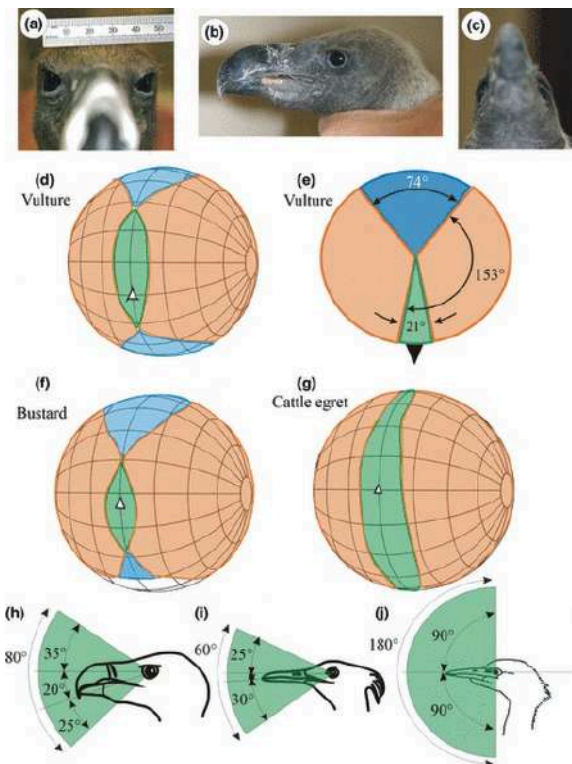 (a)
10 20 30 40 50
(b)
(c)
(d)
Vulture
(e)
Vulture
74°
153°
21°
(f)
Bustard
(g)
Cattle egret
(h)
80°
35°
20°
25°
(i)
60°
25°
30°
(j)
180°
90°
90°